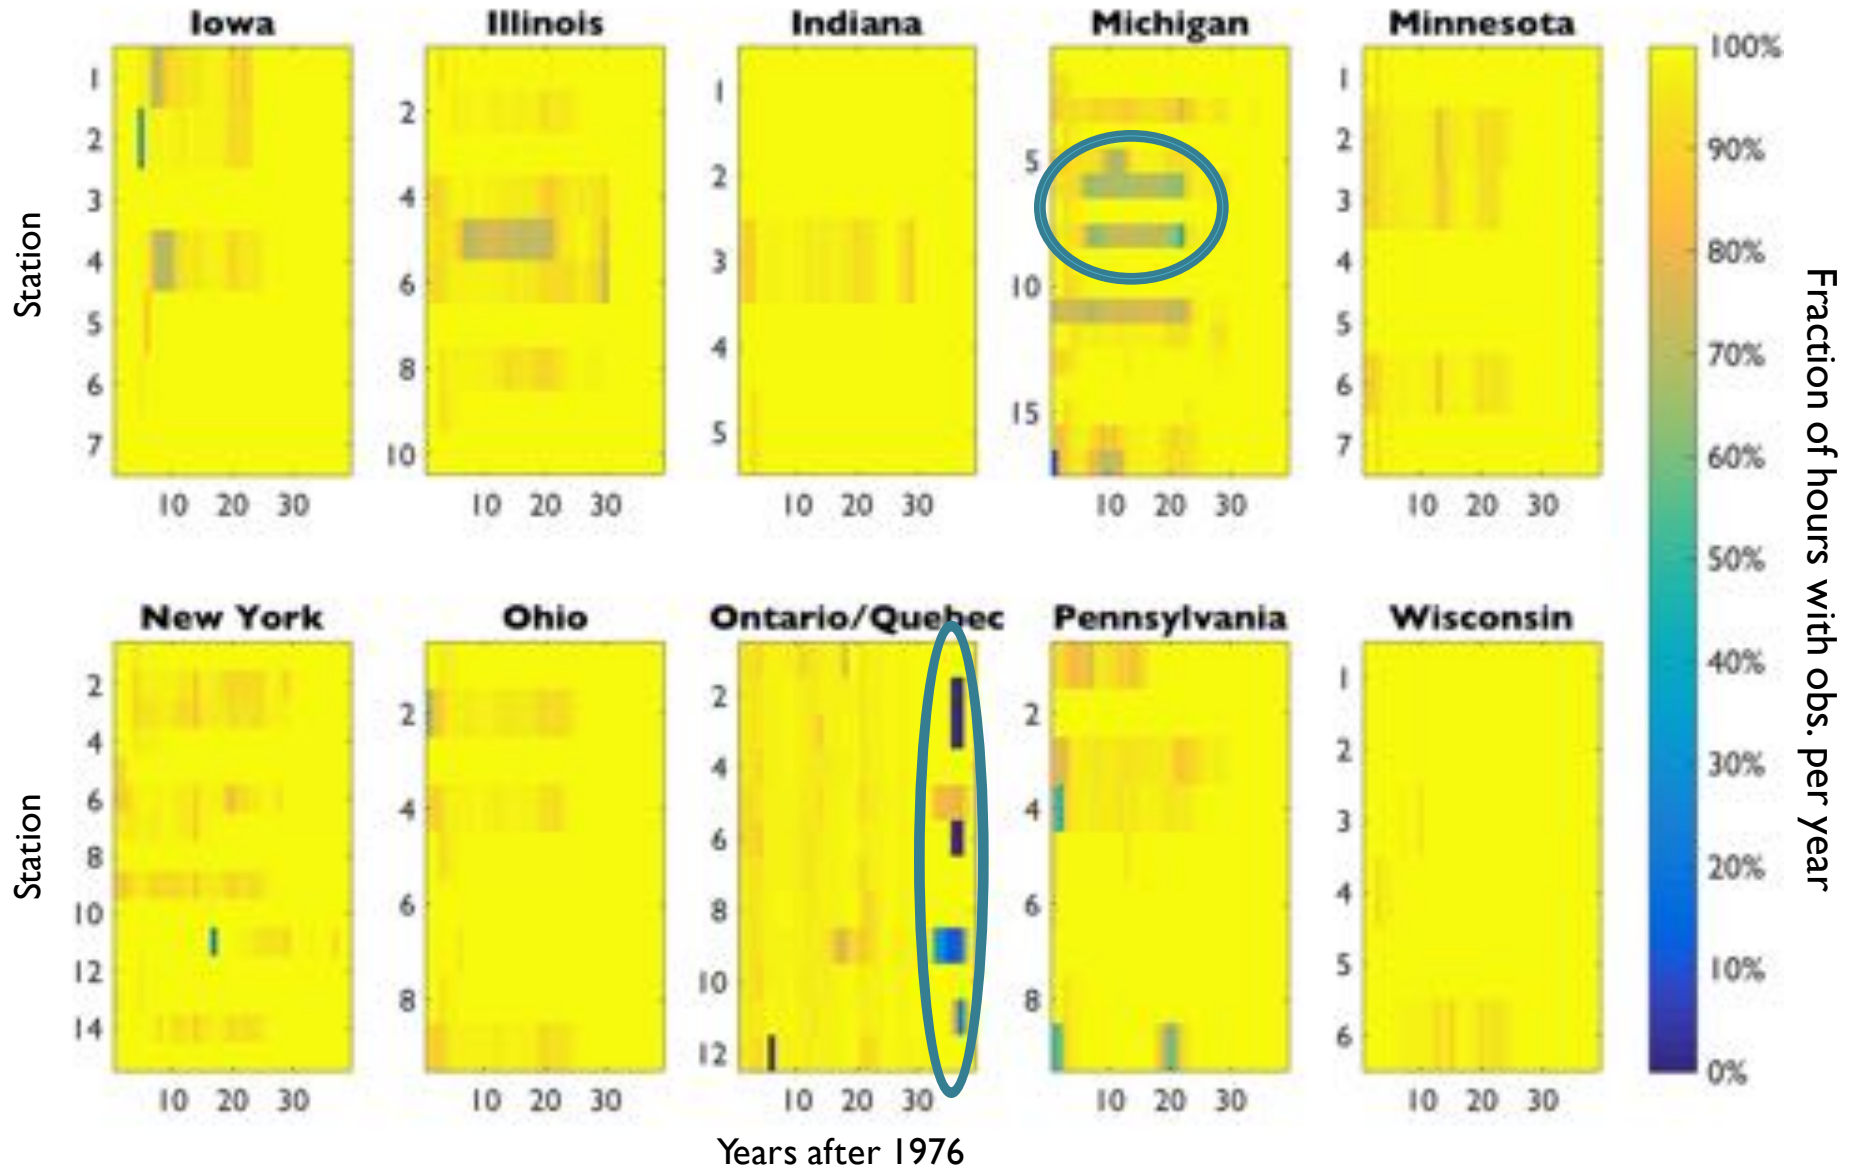 Iowa
Illinois
Indiana
Michigan
Minnesota
1
2
3
4
5
6
7
10 20 30
2
4
6
8
10
10 20 30
1
2
3
4
5
10 20 30
5
10
15
10 20 30
1
2
3
4
5
6
7
10 20 30
Station
New York
Ohio
Ontario/Quebec
Pennsylvania
Wisconsin
2
4
6
8
10
12
14
10 20 30
2
4
6
8
10 20 30
2
4
6
8
10
12
10 20 30
2
4
6
8
10 20 30
1
2
3
4
5
6
10 20 30
Station
Years after 1976
100%
90%
80%
70%
60%
50%
40%
30%
20%
10%
0%
Fraction of hours with obs. per year